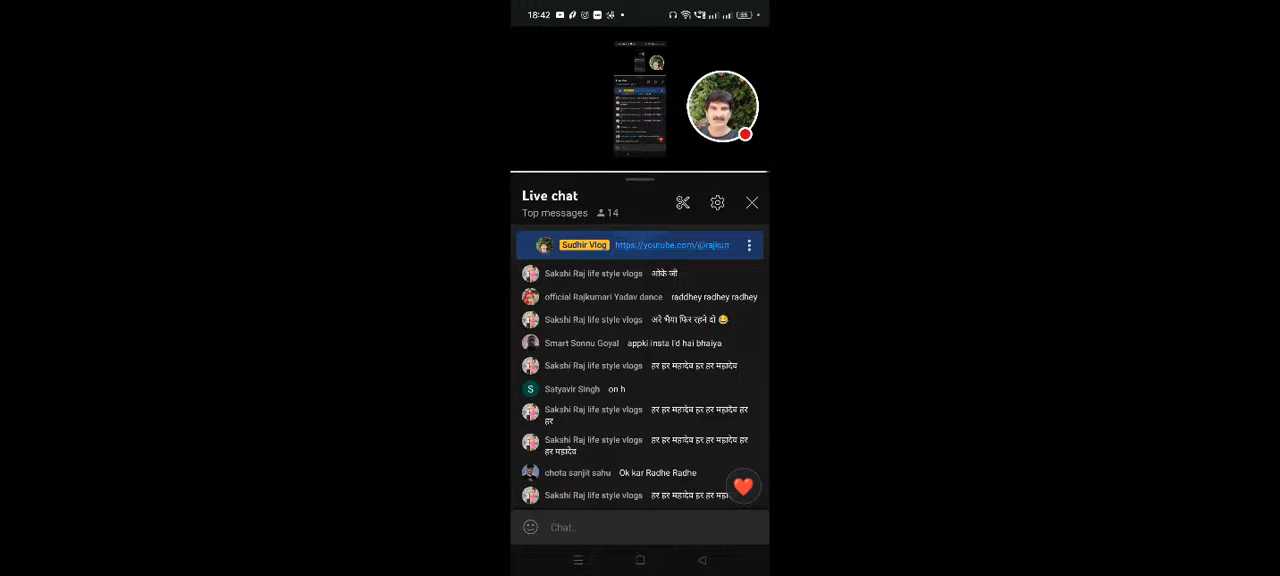 18:42
Live chat
Top messages 14
Sudhir Vlog https://youtube.com/@rajkum
Sakshi Raj life style vlogs ओके जी
official Rajkumari Yadav dance raddhey radhey radhey
Sakshi Raj life style vlogs अरे भैया फिर रहने दो 😂
Smart Sonnu Goyal appki insta I'd hai bhaiya
Sakshi Raj life style vlogs हर हर महादेव हर हर महादेव
S Satyavir Singh on h
Sakshi Raj life style vlogs हर हर महादेव हर हर महादेव हर
हर
Sakshi Raj life style vlogs हर हर महादेव हर हर महादेव हर
हर महादेव
chota sanjit sahu Ok kar Radhe Radhe
Sakshi Raj life style vlogs हर हर महादेव हर हर
Chat..